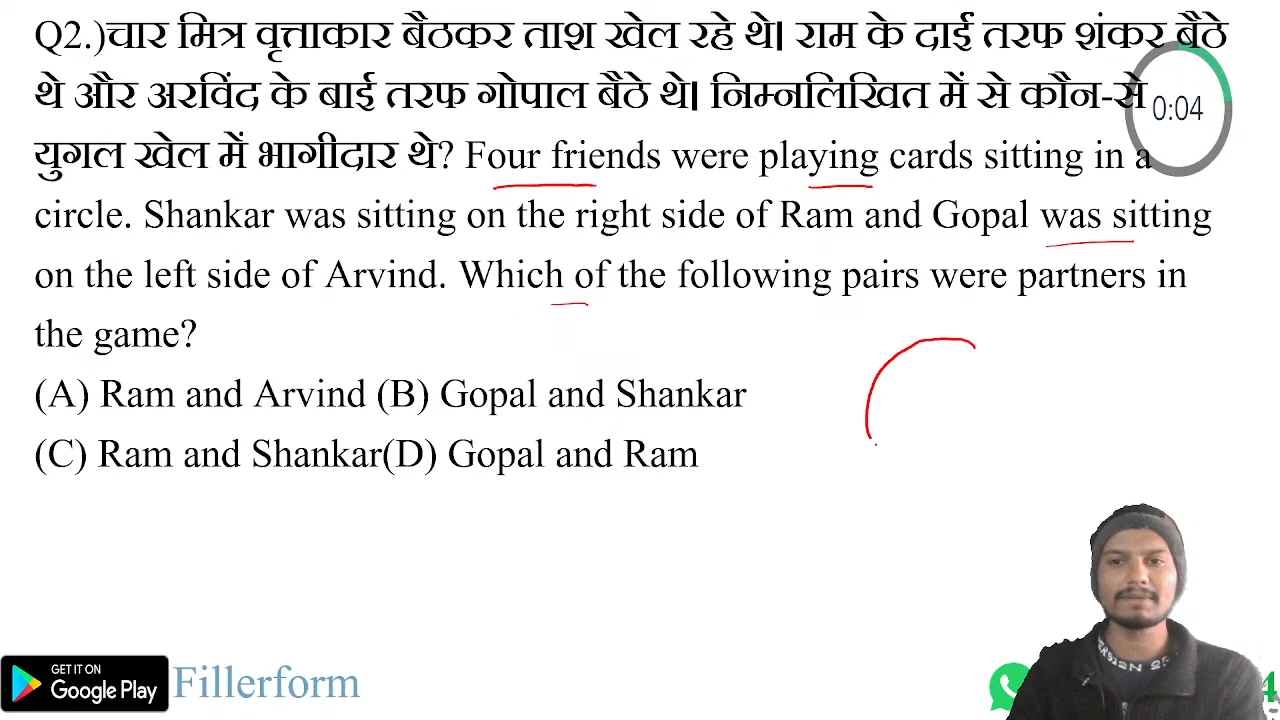 Q2.)चार मित्र वृत्ताकार बैठकर ताश खेल रहे थे। राम के दाई तरफ शंकर बैठे
थे और अरविंद के बाई तरफ गोपाल बैठे थे। निम्नलिखित में से कौन-से
0:04
युगल खेल में भागीदार थे? Four friends were playing cards sitting in a
circle. Shankar was sitting on the right side of Ram and Gopal was sitting
on the left side of Arvind. Which of the following pairs were partners in
the game?
(A) Ram and Arvind (B) Gopal and Shankar
(C) Ram and Shankar(D) Gopal and Ram
GET IT ON
Google Play
Fillerform
4